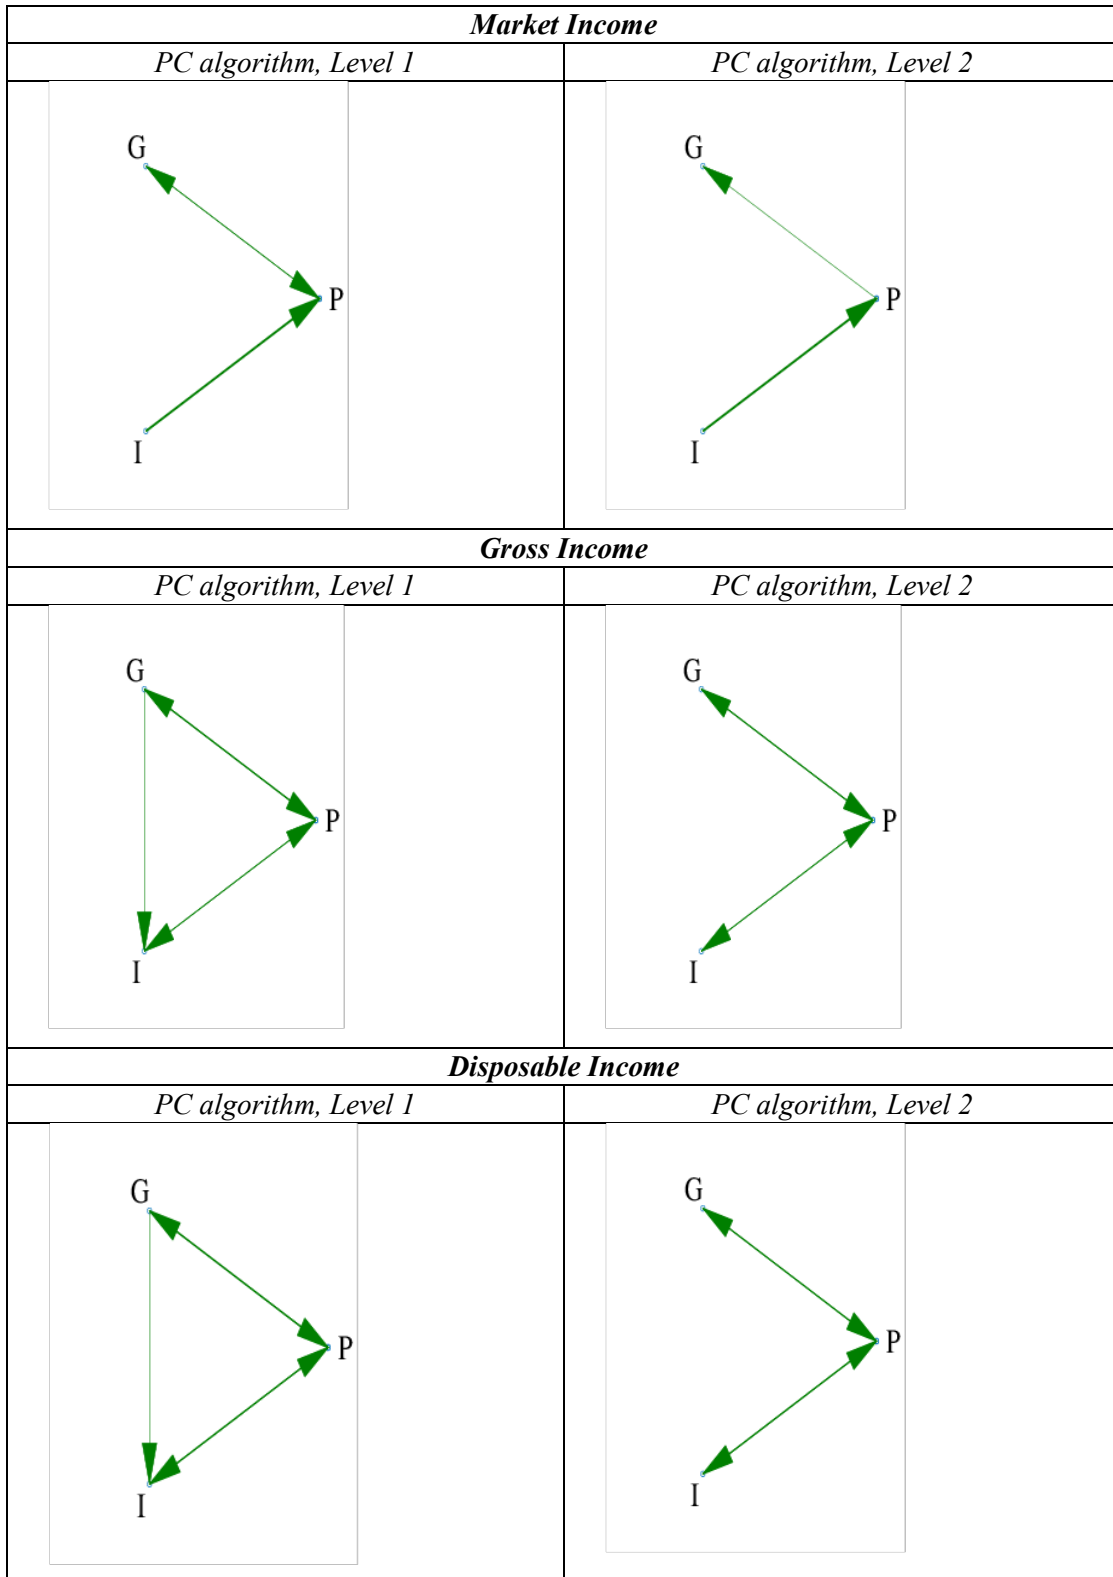 Market Income
PC algorithm, Level 1 PC algorithm, Level 2
G G
P P
I I
Gross Income
PC algorithm, Level 1 PC algorithm, Level 2
G G
P P
I I
Disposable Income
PC algorithm, Level 1 PC algorithm, Level 2
G G
P P
I I